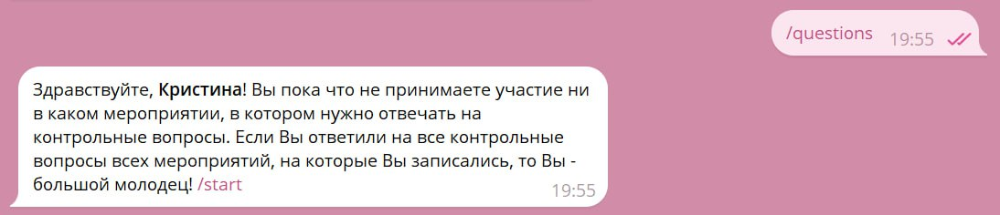 /questions 19:55
Здравствуйте, Кристина! Вы пока что не принимаете участие ни
в каком мероприятии, в котором нужно отвечать на
контрольные вопросы. Если Вы ответили на все контрольные
вопросы всех мероприятий, на которые Вы записались, то Вы -
большой молодец! /start 19:55